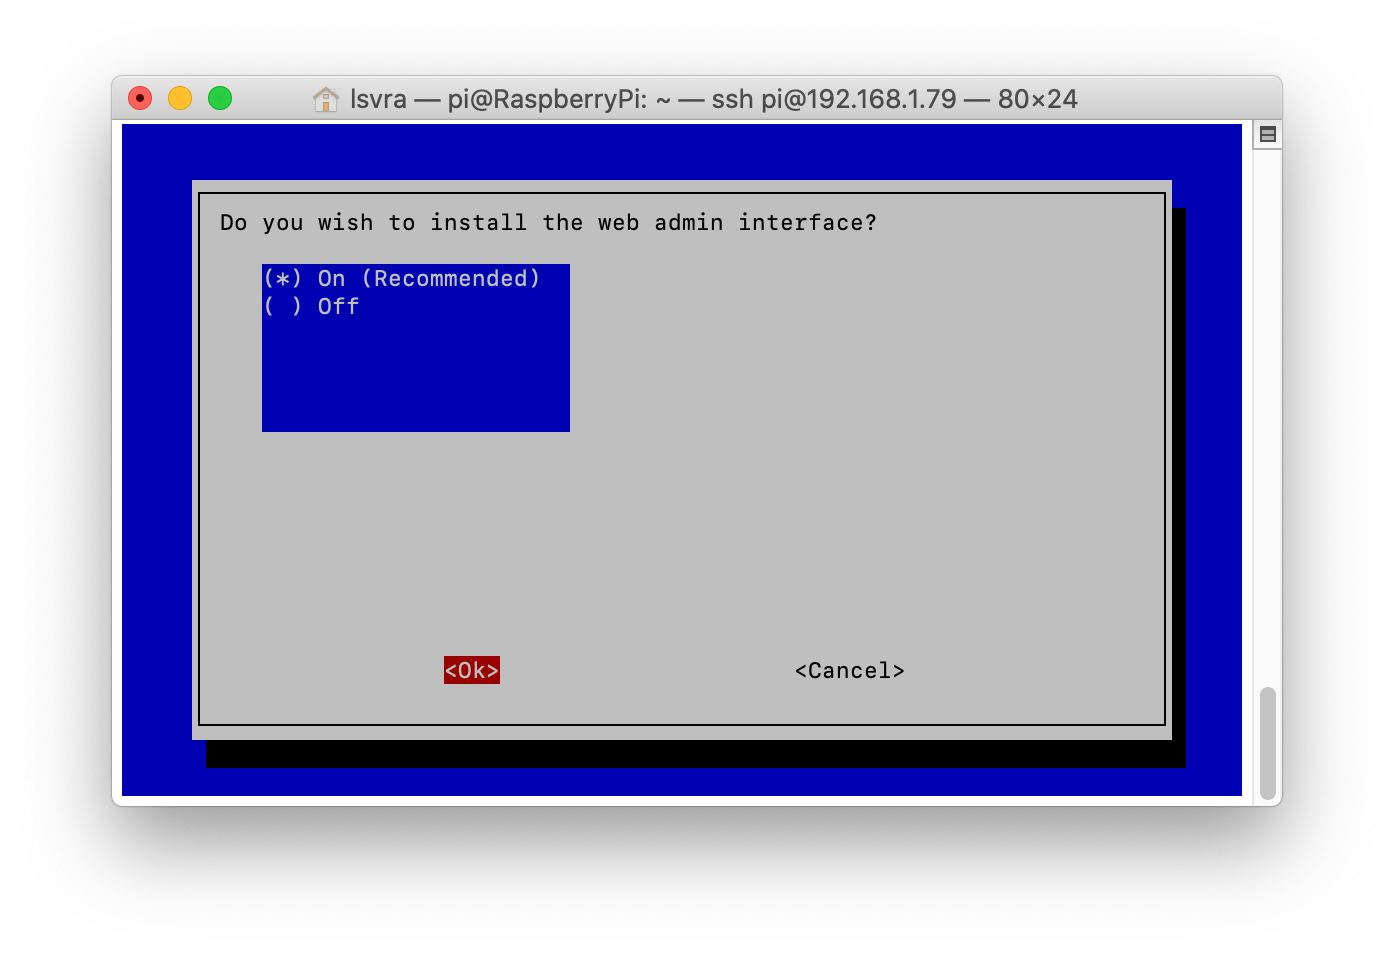 lsvra — pi@RaspberryPi: ~ — ssh pi@192.168.1.79 — 80×24
Do you wish to install the web admin interface?
(*) On (Recommended)
( ) Off
<Ok> <Cancel>